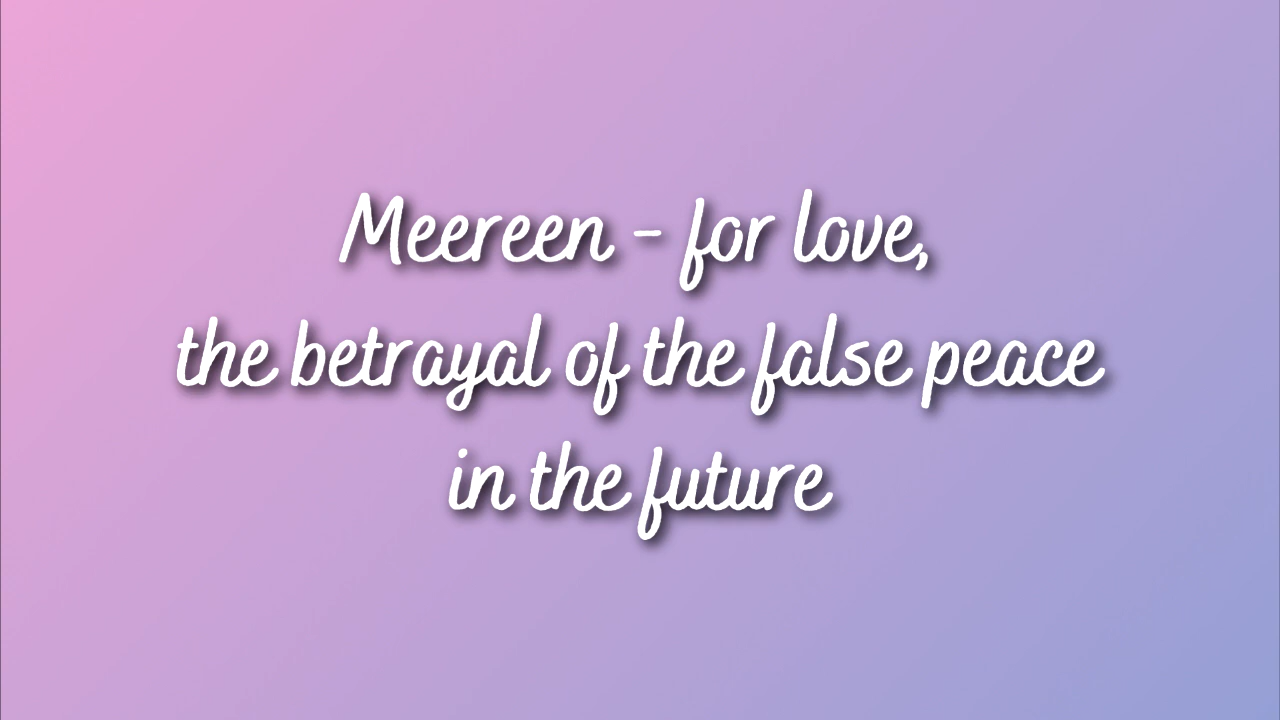 Meereen - for love,
the betrayal of the false peace
in the future